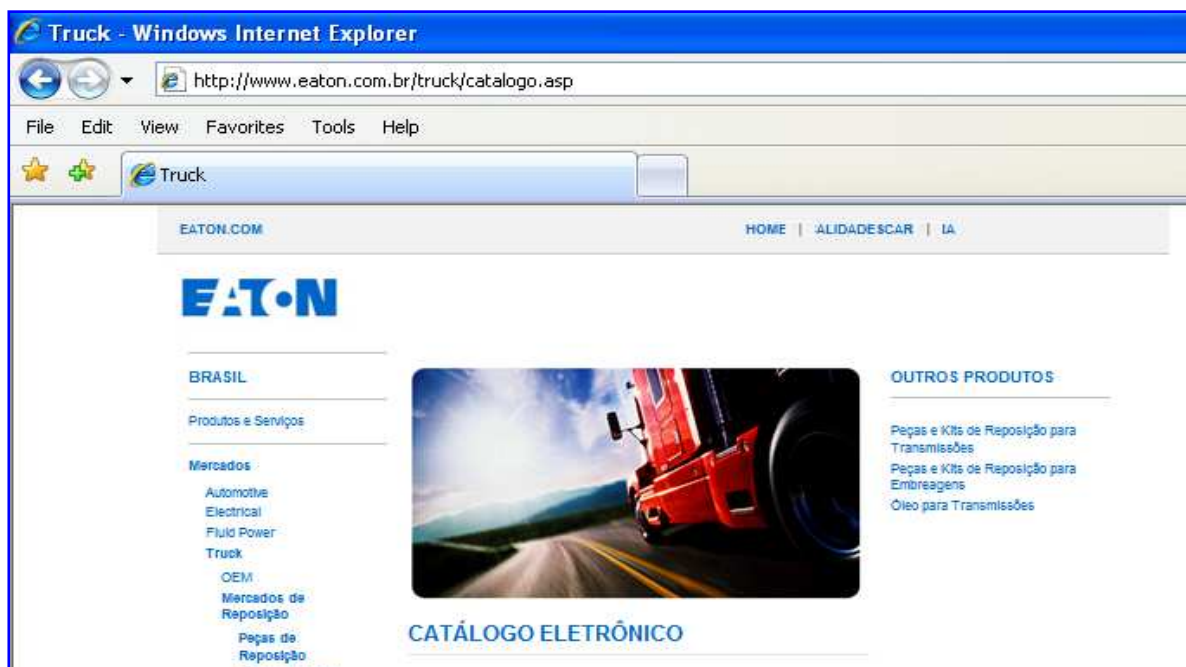 Truck - Windows Internet Explorer
http://www.eaton.com.br/truck/catalogo.asp
File Edit View Favorites Tools Help
Truck
EATON.COM
HOME | ALIDADESCAR | IA
EATON
BRASIL
Produtos e Serviços
Mercados
Automotive
Electrical
Fluid Power
Truck
OEM
Mercados de
Reposição
Peças de
Reposição
CATÁLOGO ELETRÔNICO
OUTROS PRODUTOS
Peças e Kits de Reposição para
Transmissões
Peças e Kits de Reposição para
Embreagens
Óleo para Transmissões